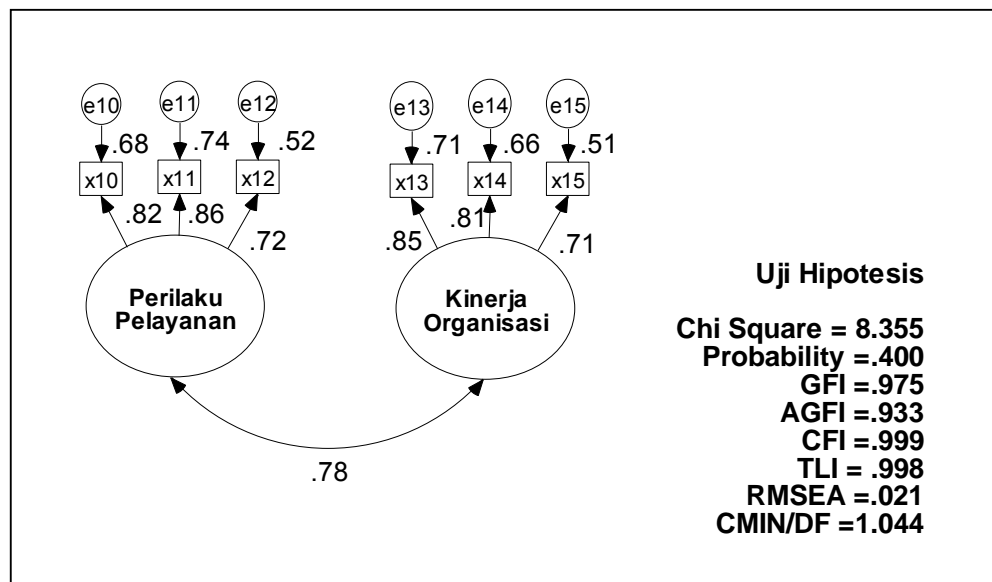 e10 e11 e12 e13 e14 e15
.68 .74 .52 .71 .66 .51
x10 x11 x12 x13 x14 x15
.82 .86 .72 .85 .81 .71
Perilaku
Pelayanan
Kinerja
Organisasi
.78
Uji Hipotesis
Chi Square = 8.355
Probability =.400
GFI =.975
AGFI =.933
CFI =.999
TLI = .998
RMSEA =.021
CMIN/DF =1.044